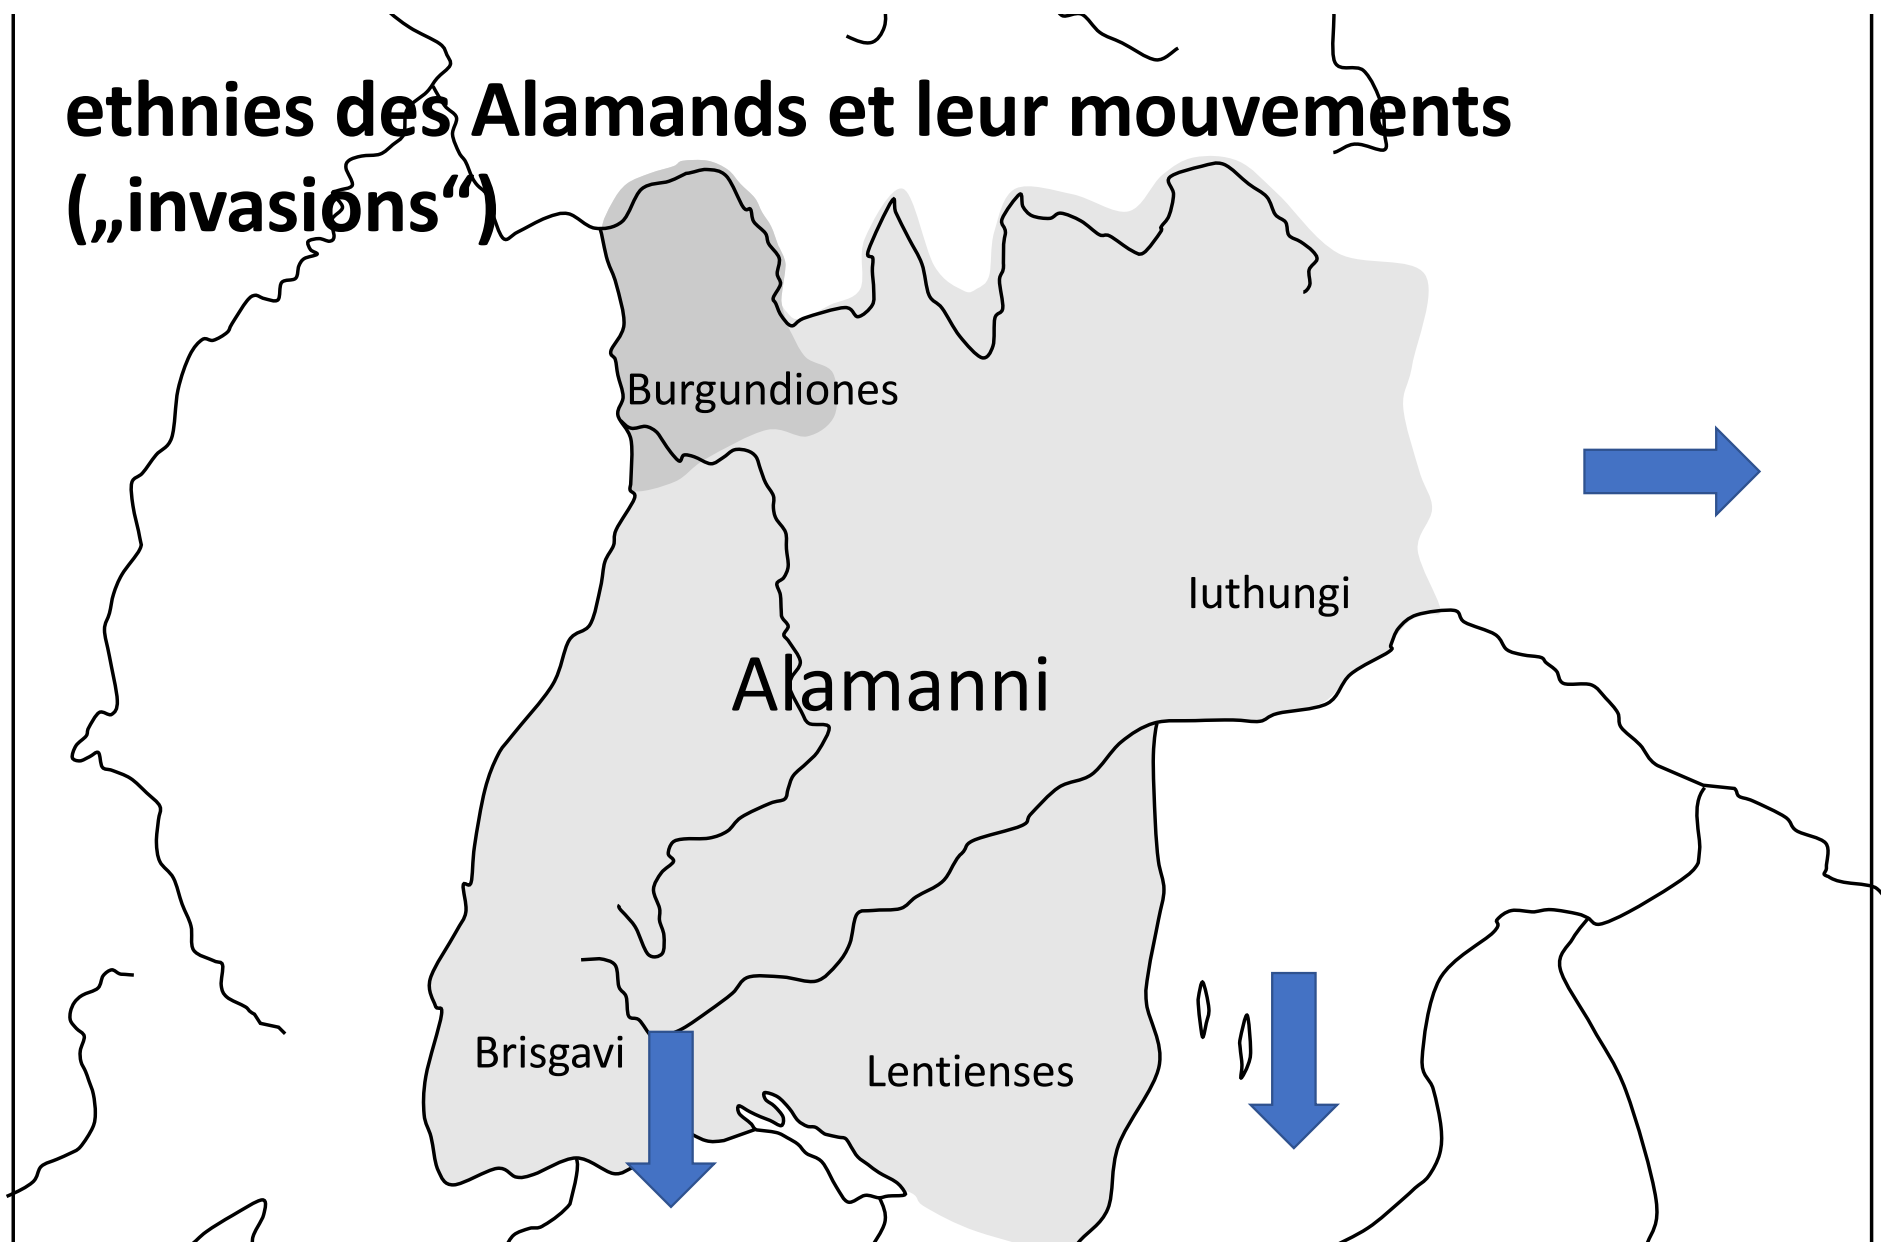 ethnies des Alamands et leur mouvements
(„invasions“)
Burgundiones
Iuthungi
Alamanni
Brisgavi
Lentienses